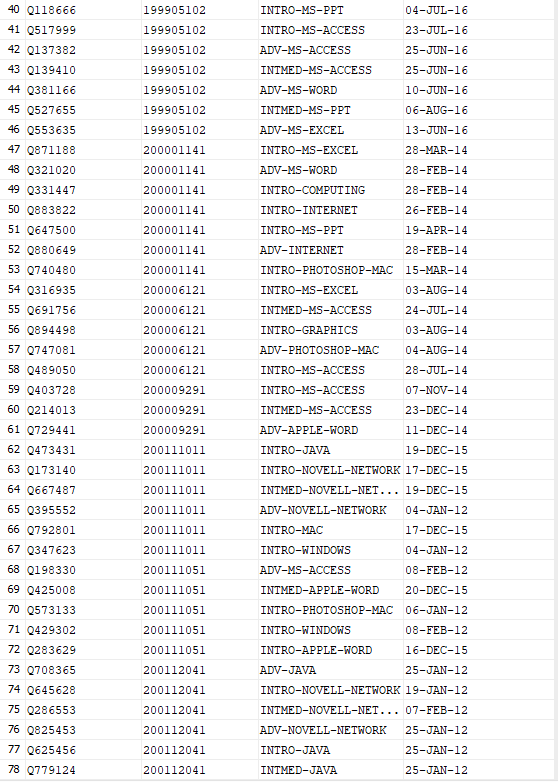 40 Q118666 199905102 INTRO-MS-PPT 04-JUL-16
41 Q517999 199905102 INTRO-MS-ACCESS 23-JUL-16
42 Q137382 199905102 ADV-MS-ACCESS 25-JUN-16
43 Q139410 199905102 INTMED-MS-ACCESS 25-JUN-16
44 Q381166 199905102 ADV-MS-WORD 10-JUN-16
45 Q527655 199905102 INTMED-MS-PPT 06-AUG-16
46 Q553635 199905102 ADV-MS-EXCEL 13-JUN-16
47 Q871188 200001141 INTRO-MS-EXCEL 28-MAR-14
48 Q321020 200001141 ADV-MS-WORD 28-FEB-14
49 Q331447 200001141 INTRO-COMPUTING 28-FEB-14
50 Q883822 200001141 INTRO-INTERNET 26-FEB-14
51 Q647500 200001141 INTRO-MS-PPT 19-APR-14
52 Q880649 200001141 ADV-INTERNET 28-FEB-14
53 Q740480 200001141 INTRO-PHOTOSHOP-MAC 15-MAR-14
54 Q316935 200006121 INTRO-MS-EXCEL 03-AUG-14
55 Q691756 200006121 INTMED-MS-ACCESS 24-JUL-14
56 Q894498 200006121 INTRO-GRAPHICS 03-AUG-14
57 Q747081 200006121 ADV-PHOTOSHOP-MAC 04-AUG-14
58 Q489050 200006121 INTRO-MS-ACCESS 28-JUL-14
59 Q403728 200009291 INTRO-MS-ACCESS 07-NOV-14
60 Q214013 200009291 INTMED-MS-ACCESS 23-DEC-14
61 Q729441 200009291 ADV-APPLE-WORD 11-DEC-14
62 Q473431 200111011 INTRO-JAVA 19-DEC-15
63 Q173140 200111011 INTRO-NOVELL-NETWORK 17-DEC-15
64 Q667487 200111011 INTMED-NOVELL-NET... 19-DEC-15
65 Q395552 200111011 ADV-NOVELL-NETWORK 04-JAN-12
66 Q792801 200111011 INTRO-MAC 17-DEC-15
67 Q347623 200111011 INTRO-WINDOWS 04-JAN-12
68 Q198330 200111051 ADV-MS-ACCESS 08-FEB-12
69 Q425008 200111051 INTMED-APPLE-WORD 20-DEC-15
70 Q573133 200111051 INTRO-PHOTOSHOP-MAC 06-JAN-12
71 Q429302 200111051 INTRO-WINDOWS 08-FEB-12
72 Q283629 200111051 INTRO-APPLE-WORD 16-DEC-15
73 Q708365 200112041 ADV-JAVA 25-JAN-12
74 Q645628 200112041 INTRO-NOVELL-NETWORK 19-JAN-12
75 Q286553 200112041 INTMED-NOVELL-NET... 07-FEB-12
76 Q825453 200112041 ADV-NOVELL-NETWORK 25-JAN-12
77 Q625456 200112041 INTRO-JAVA 25-JAN-12
78 Q779124 200112041 INTMED-JAVA 25-JAN-12